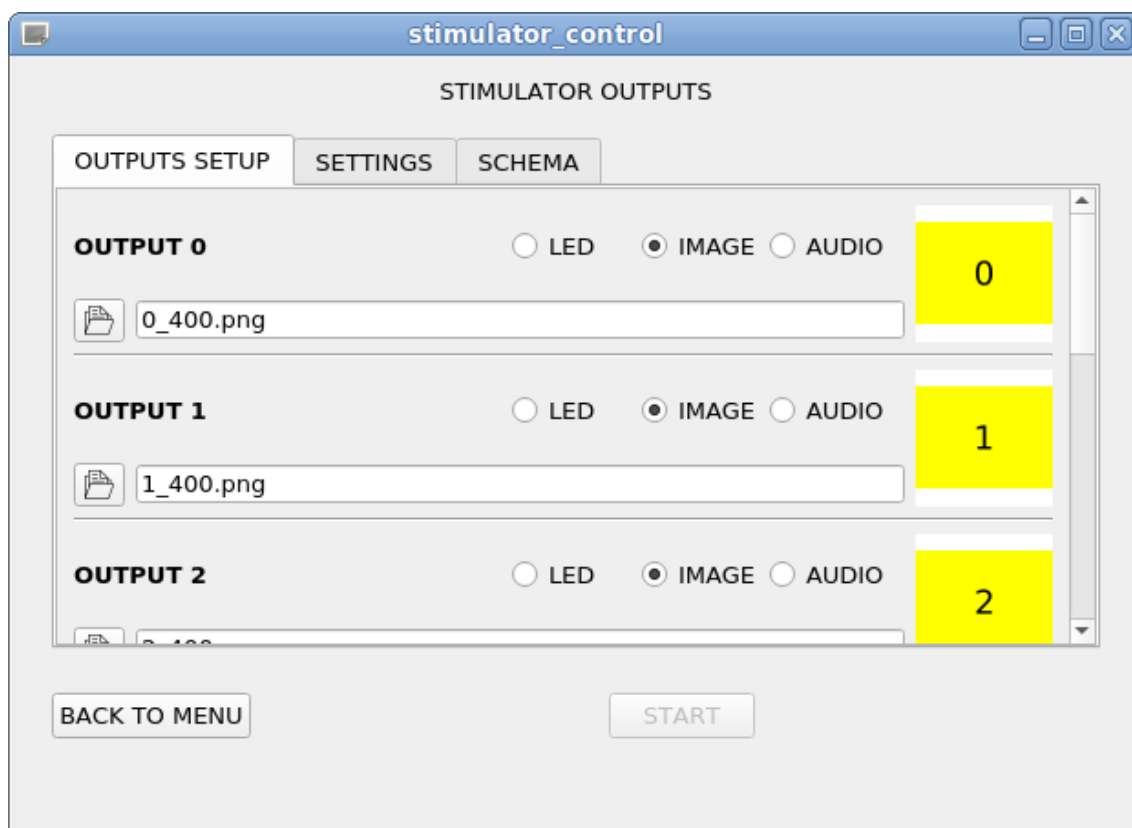 stimulator_control
STIMULATOR OUTPUTS
OUTPUTS SETUP SETTINGS SCHEMA
OUTPUT 0 LED IMAGE AUDIO
0
0_400.png
OUTPUT 1 LED IMAGE AUDIO
1
1_400.png
OUTPUT 2 LED IMAGE AUDIO
2
BACK TO MENU START